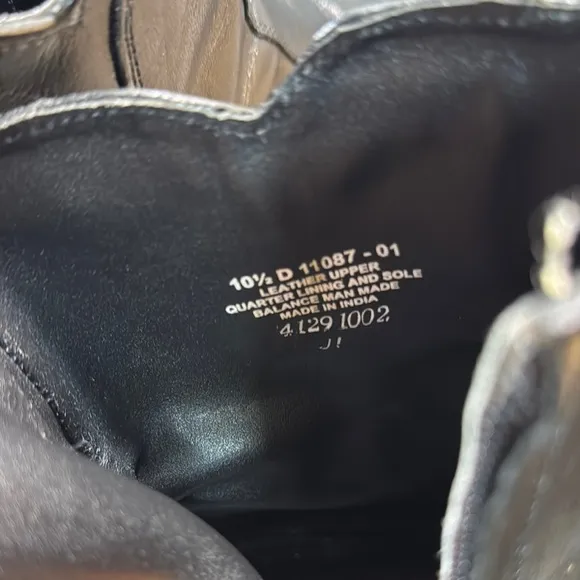 10½ D 11087 - 01
LEATHER UPPER
QUARTER LINING AND SOLE
BALANCE MAN MADE
MADE IN INDIA
4129 1002